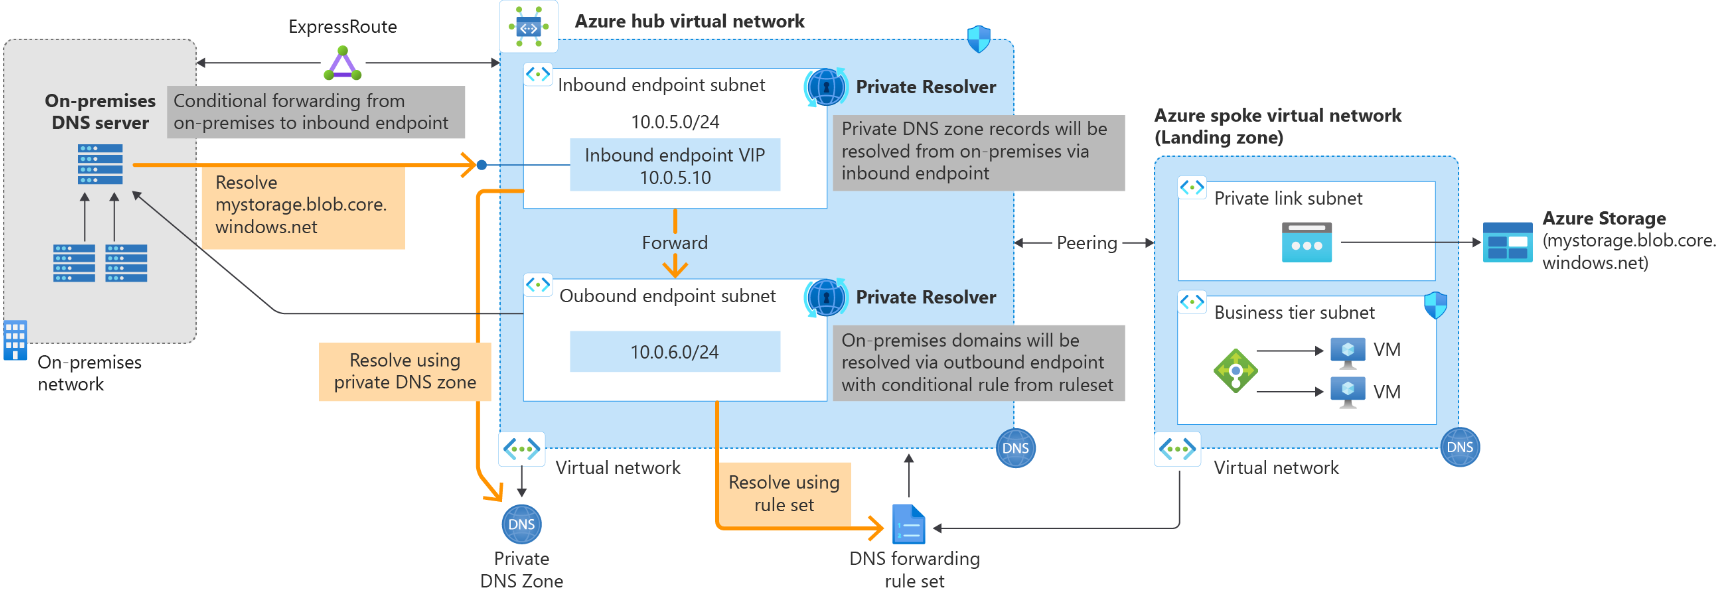 ExpressRoute
Azure hub virtual network
On-premises
DNS server
Conditional forwarding from
on-premises to inbound endpoint
Resolve
mystorage.blob.core.
windows.net
On-premises
network
Inbound endpoint subnet
10.0.5.0/24
Inbound endpoint VIP
10.0.5.10
Private Resolver
Private DNS zone records will be
resolved from on-premises via
inbound endpoint
Forward
Oubound endpoint subnet
10.0.6.0/24
Private Resolver
On-premises domains will be
resolved via outbound endpoint
with conditional rule from ruleset
Resolve using
private DNS zone
Virtual network
DNS
Resolve using
rule set
DNS
Private
DNS Zone
1
2
DNS forwarding
rule set
Peering
Azure spoke virtual network
(Landing zone)
Private link subnet
Business tier subnet
VM
VM
Virtual network
DNS
Azure Storage
(mystorage.blob.core.
windows.net)